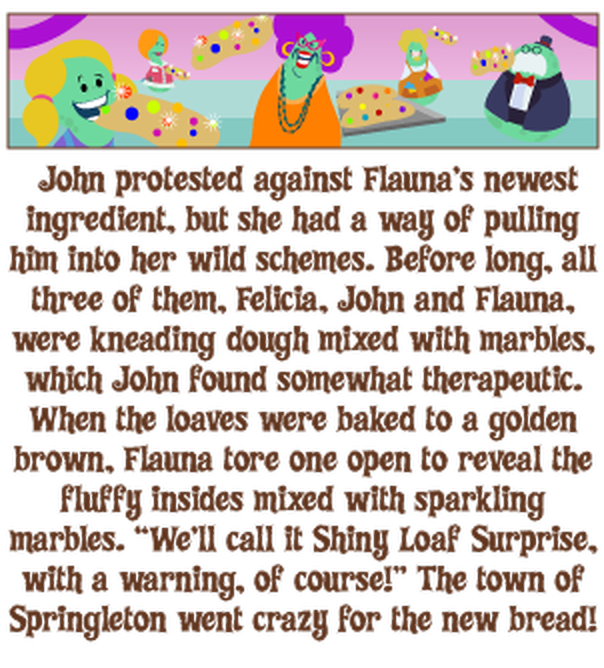 John protested against Flauna's newest
ingredient, but she had a way of pulling
him into her wild schemes. Before long, all
three of them, Felicia, John and Flauna,
were kneading dough mixed with marbles,
which John found somewhat therapeutic.
When the loaves were baked to a golden
brown, Flauna tore one open to reveal the
fluffy insides mixed with sparkling
marbles. “We'll call it Shiny Loaf Surprise,
with a warning, of course!” The town of
Springleton went crazy for the new bread!